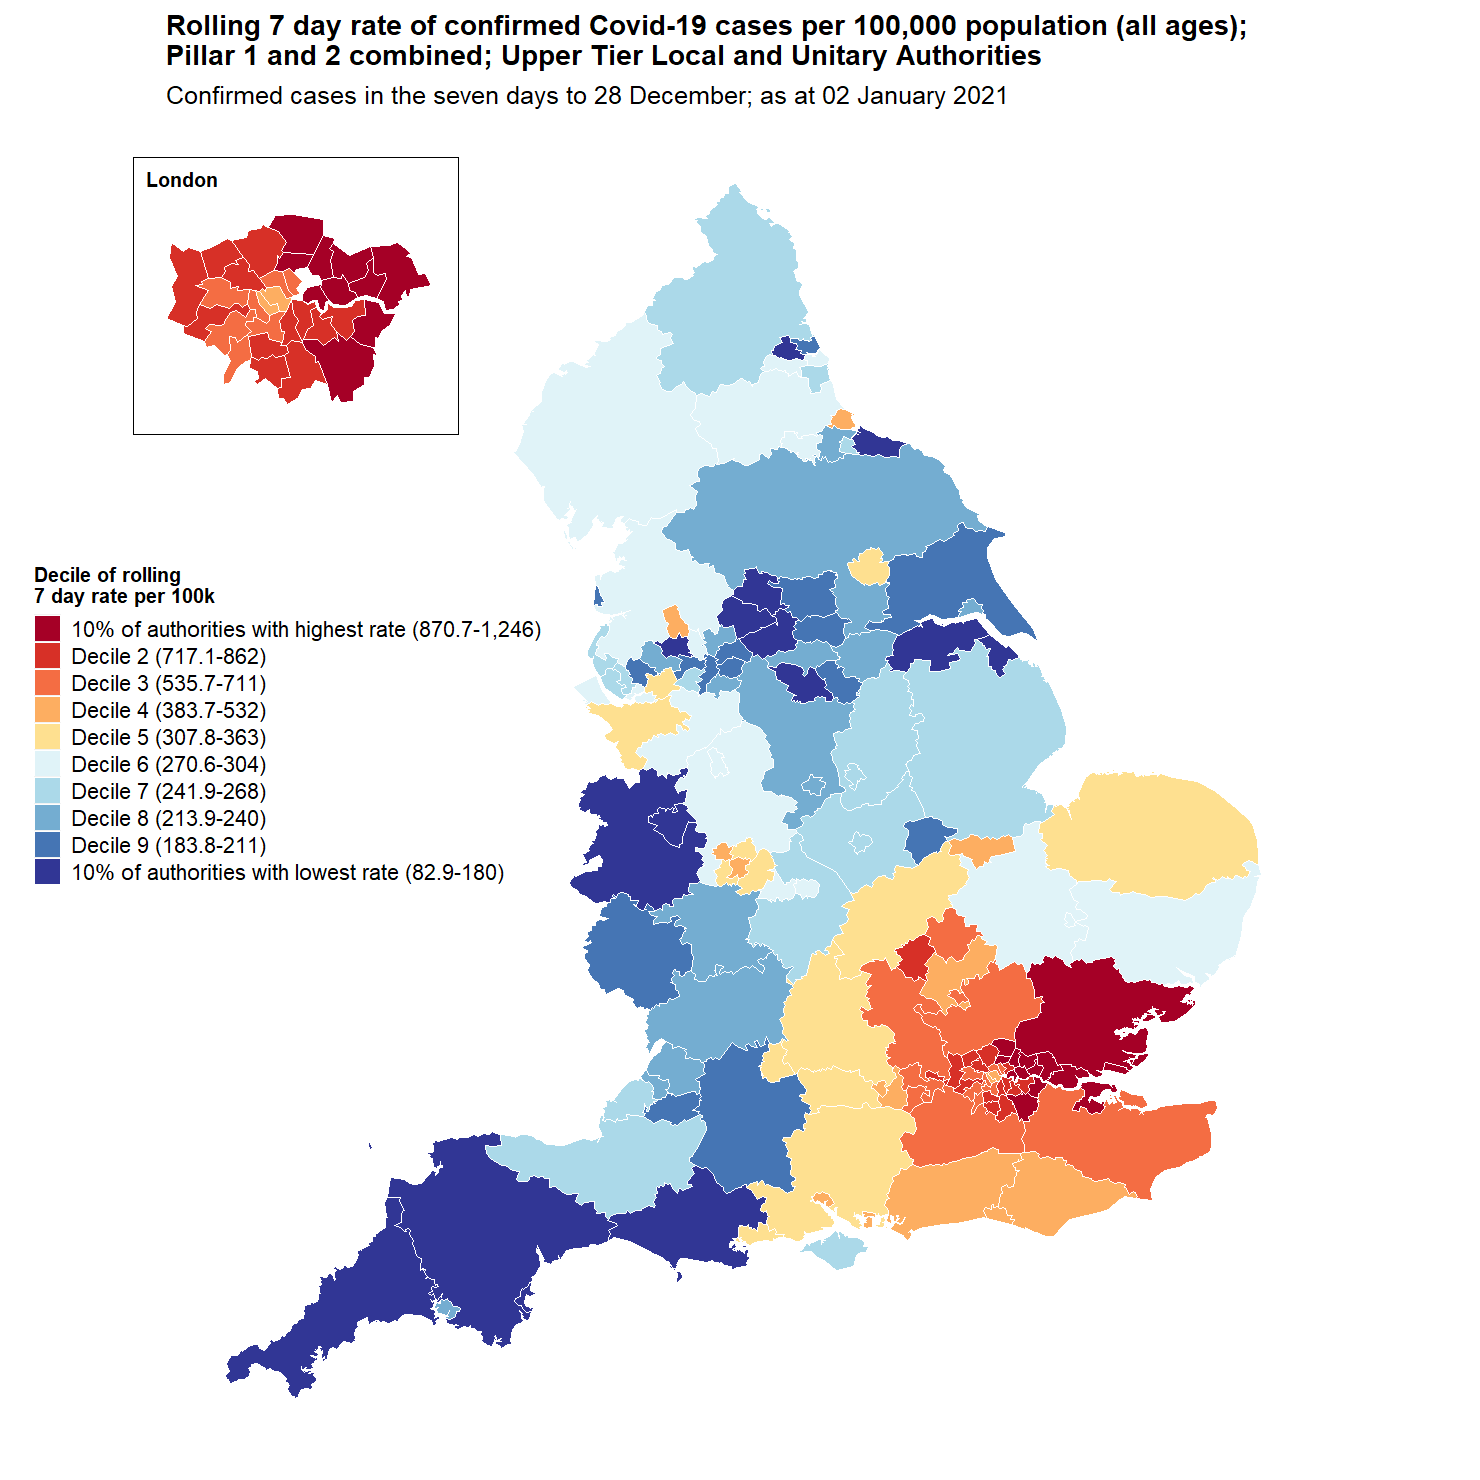 Rolling 7 day rate of confirmed Covid-19 cases per 100,000 population (all ages);
Pillar 1 and 2 combined; Upper Tier Local and Unitary Authorities
Confirmed cases in the seven days to 28 December; as at 02 January 2021
London
Decile of rolling
7 day rate per 100k
10% of authorities with highest rate (870.7-1,246)
Decile 2 (717.1-862)
Decile 3 (535.7-711)
Decile 4 (383.7-532)
Decile 5 (307.8-363)
Decile 6 (270.6-304)
Decile 7 (241.9-268)
Decile 8 (213.9-240)
Decile 9 (183.8-211)
10% of authorities with lowest rate (82.9-180)